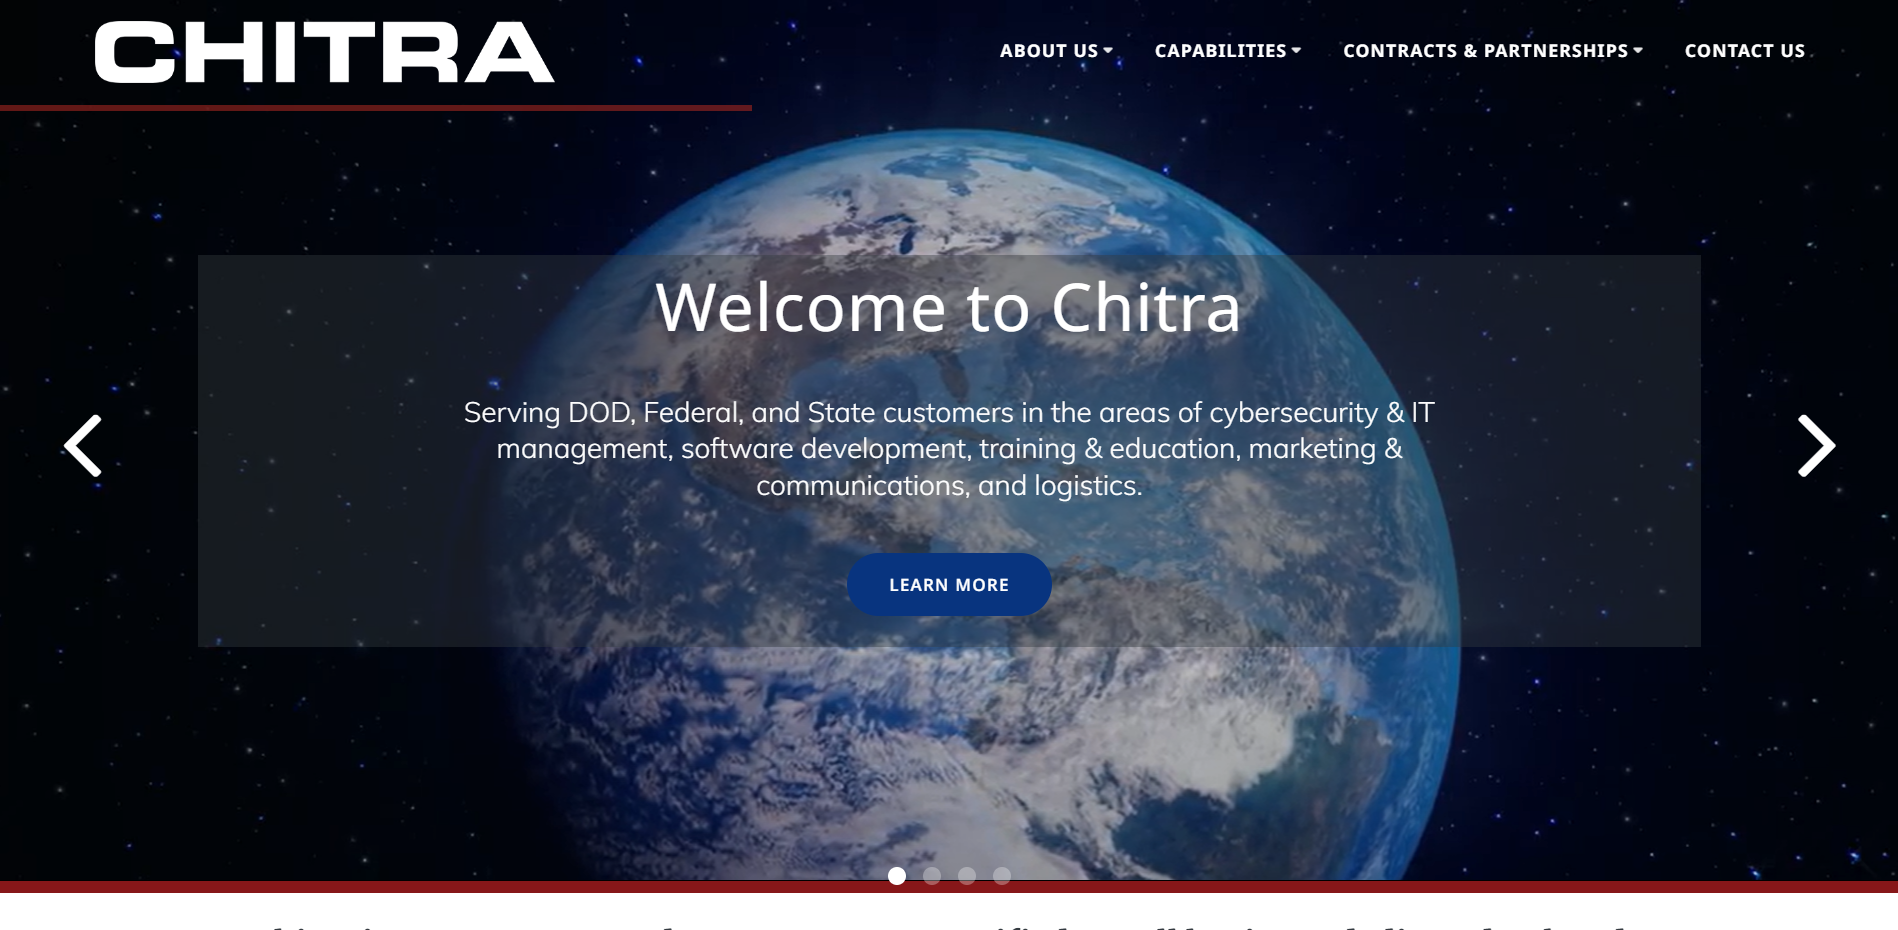 CHITRA
ABOUT US
CAPABILITIES
CONTRACTS & PARTNERSHIPS
CONTACT US
Welcome to Chitra
Serving DOD, Federal, and State customers in the areas of cybersecurity & IT
management, software development, training & education, marketing &
communications, and logistics.
LEARN MORE